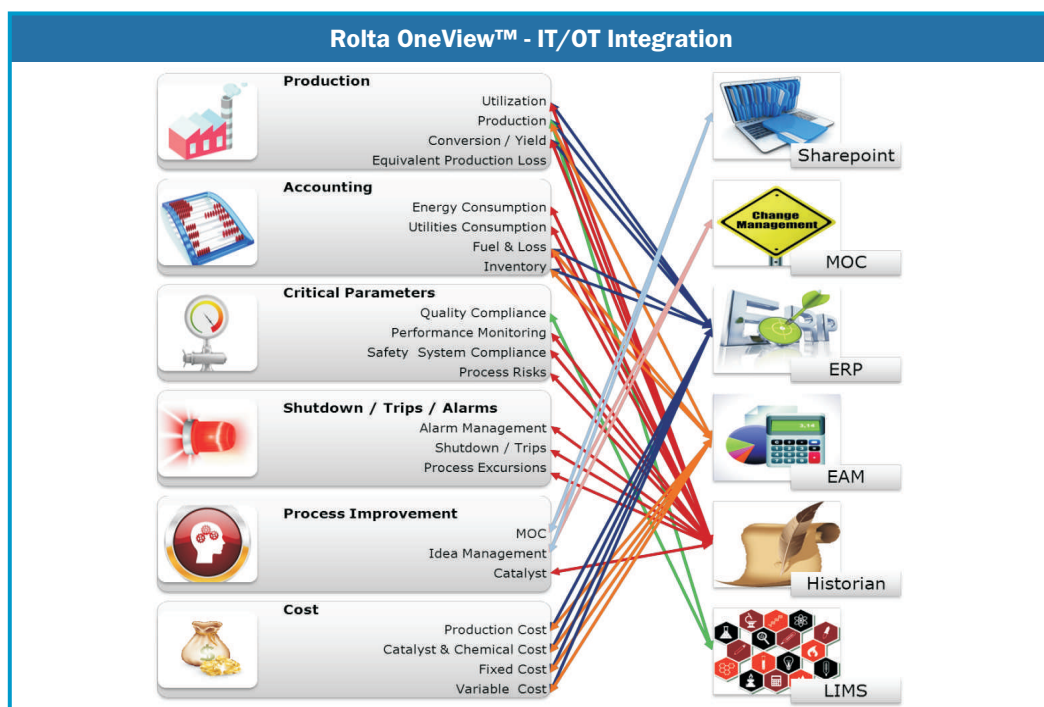 Rolta OneView™ - IT/OT Integration
Production
Utilization
Production
Conversion / Yield
Equivalent Production Loss
Accounting
Energy Consumption
Utilities Consumption
Fuel & Loss
Inventory
Critical Parameters
Quality Compliance
Performance Monitoring
Safety System Compliance
Process Risks
Shutdown / Trips / Alarms
Alarm Management
Shutdown / Trips
Process Excursions
Process Improvement
MOC
Idea Management
Catalyst
Cost
Production Cost
Catalyst & Chemical Cost
Fixed Cost
Variable Cost
Sharepoint
Change
Management
MOC
ERP
EAM
Historian
LIMS